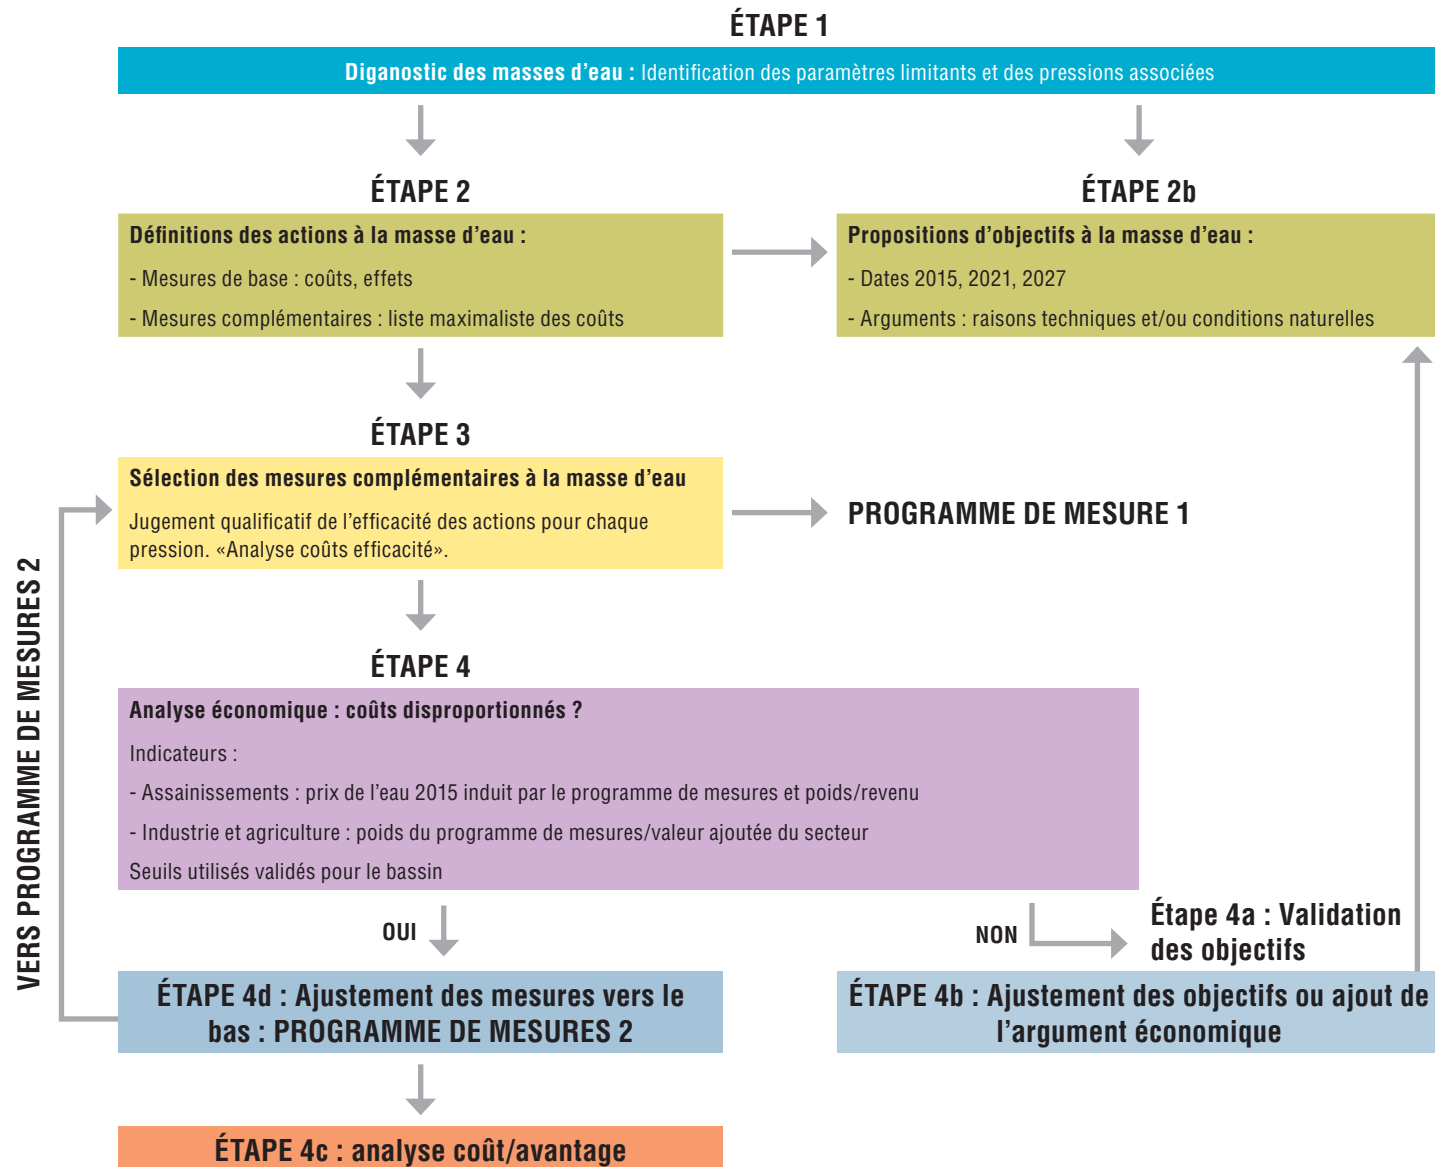 ÉTAPE 1
Diganostic des masses d'eau : Identification des paramètres limitants et des pressions associées
ÉTAPE 2
Définitions des actions à la masse d'eau :
- Mesures de base : coûts, effets
- Mesures complémentaires : liste maximaliste des coûts
ÉTAPE 2b
Propositions d'objectifs à la masse d'eau :
- Dates 2015, 2021, 2027
- Arguments : raisons techniques et/ou conditions naturelles
ÉTAPE 3
Sélection des mesures complémentaires à la masse d'eau
Jugement qualificatif de l'efficacité des actions pour chaque
pression. «Analyse coûts efficacité».
PROGRAMME DE MESURE 1
VERS PROGRAMME DE MESURES 2
ÉTAPE 4
Analyse économique : coûts disproportionnés ?
Indicateurs :
- Assainissements : prix de l'eau 2015 induit par le programme de mesures et poids/revenu
- Industrie et agriculture : poids du programme de mesures/valeur ajoutée du secteur
Seuils utilisés validés pour le bassin
OUI
NON
Étape 4a : Validation
des objectifs
ÉTAPE 4d : Ajustement des mesures vers le
bas : PROGRAMME DE MESURES 2
ÉTAPE 4b : Ajustement des objectifs ou ajout de
l'argument économique
ÉTAPE 4c : analyse coût/avantage